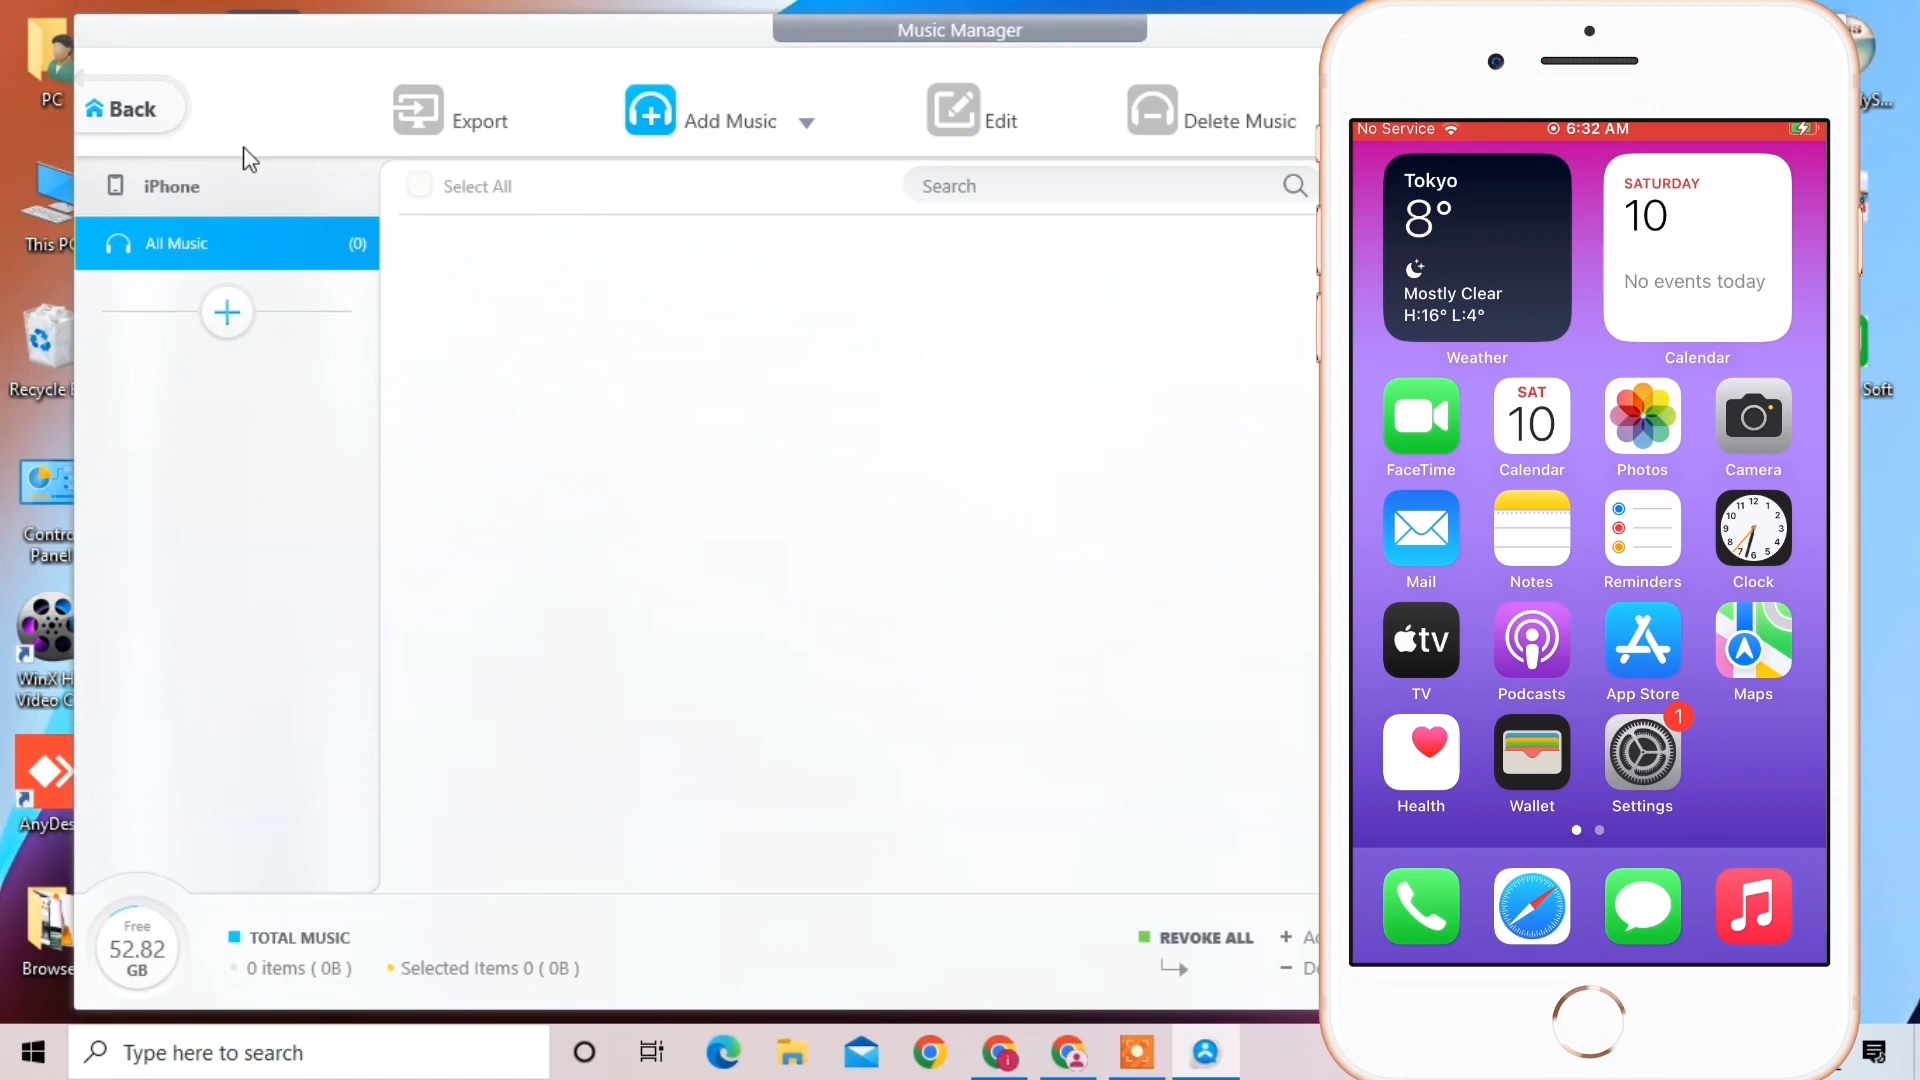 Music Manager
Back
Export
Add Music
Edit
Delete Music
iPhone
Select All
Search
All Music
(0)
Free
52.82
GB
TOTAL MUSIC
0 items ( 0B )
Selected Items 0 ( 0B )
REVOKE ALL
PC
This PC
Recycle
Contro
Panel
WinX H
Video C
AnyDes
Browse
Soft
Type here to search
No Service
6:32 AM
Tokyo
8°
Mostly Clear
H:16° L:4°
Weather
SATURDAY
10
No events today
Calendar
FaceTime
SAT
10
Calendar
Photos
Camera
Mail
Notes
Reminders
Clock
tv
TV
Podcasts
App Store
Maps
Health
Wallet
1
Settings